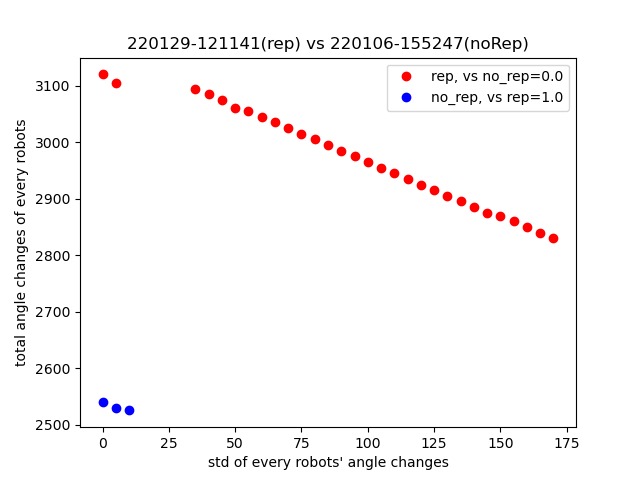 220129-121141(rep) vs 220106-155247(noRep)
rep, vs no_rep=0.0
no_rep, vs rep=1.0
total angle changes of every robots
3100
3000
2900
2800
2700
2600
2500
0 25 50 75 100 125 150 175
std of every robots' angle changes